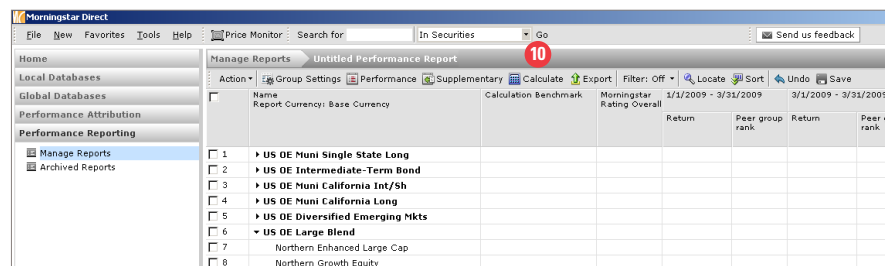 Morningstar Direct
File New Favorites Tools Help Price Monitor Search for In Securities Go Send us feedback
10
Home
Manage Reports Untitled Performance Report
Local Databases
Action Group Settings Performance Supplementary Calculate Export Filter: Off Locate Sort Undo Save
Global Databases
Name Calculation Benchmark Morningstar 1/1/2009 - 3/31/2009 3/1/2009 - 3/31/2009
Report Currency: Base Currency Rating Overall
Performance Attribution
Return Peer group Return Peer
rank rank
Performance Reporting
Manage Reports
Archived Reports
1 US OE Muni Single State Long
2 US OE Intermediate-Term Bond
3 US OE Muni California Int/Sh
4 US OE Muni California Long
5 US OE Diversified Emerging Mkts
6 US OE Large Blend
7 Northern Enhanced Large Cap
8 Northern Growth Equity